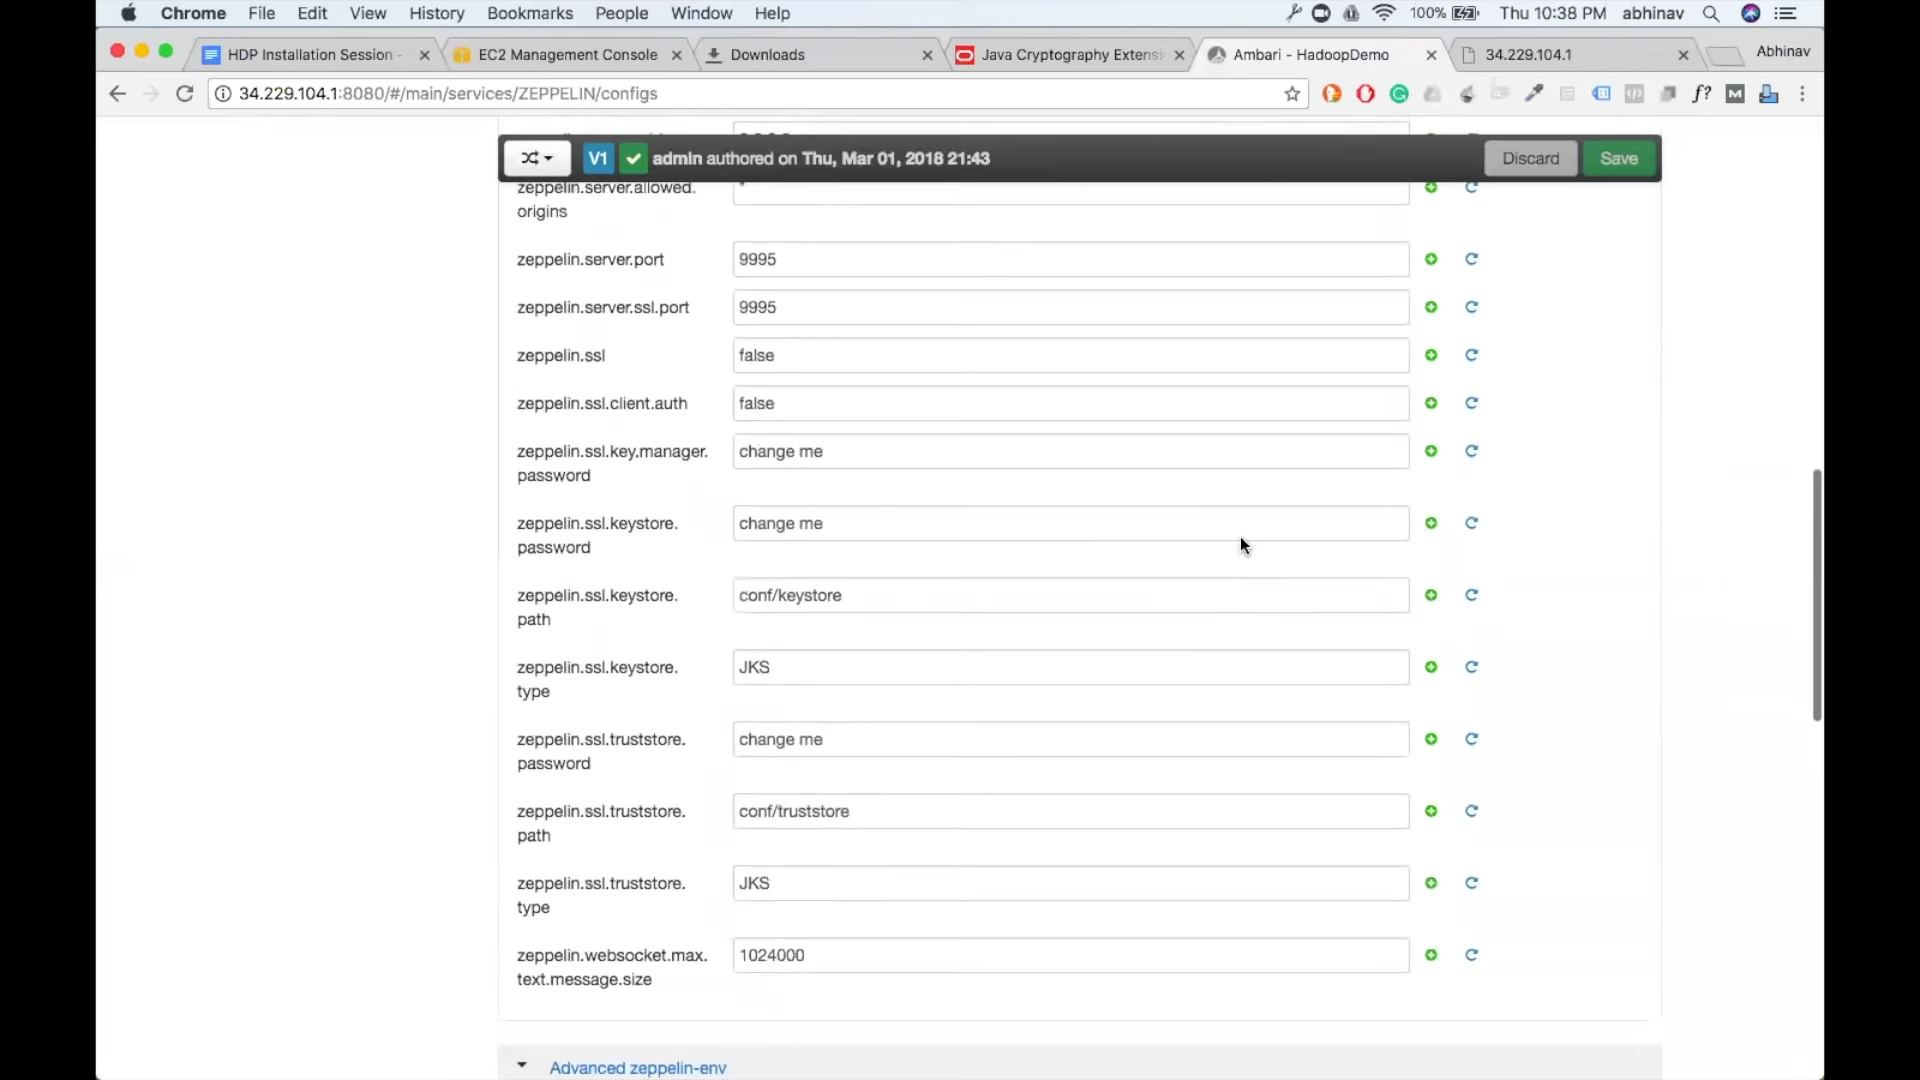 Chrome File Edit View History Bookmarks People Window Help 100% Thu 10:38 PM abhinav
HDP Installation Session - EC2 Management Console Downloads Java Cryptography Extens Ambari - HadoopDemo 34.229.104.1 Abhinav
34.229.104.1:8080/#/main/services/ZEPPELIN/configs f? M
V1 admin authored on Thu, Mar 01, 2018 21:43 Discard Save
zeppelin.server.allowed. *
origins
zeppelin.server.port 9995
zeppelin.server.ssl.port 9995
zeppelin.ssl false
zeppelin.ssl.client.auth false
zeppelin.ssl.key.manager. change me
password
zeppelin.ssl.keystore. change me
password
zeppelin.ssl.keystore. conf/keystore
path
zeppelin.ssl.keystore. JKS
type
zeppelin.ssl.truststore. change me
password
zeppelin.ssl.truststore. conf/truststore
path
zeppelin.ssl.truststore. JKS
type
zeppelin.websocket.max. 1024000
text.message.size
Advanced zeppelin-env